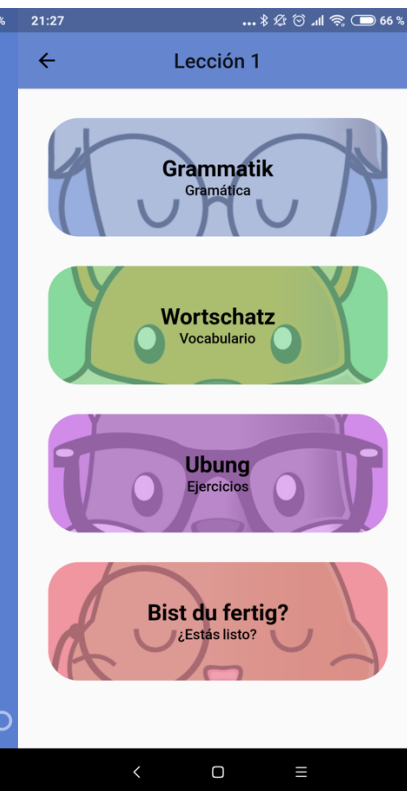 %
21:27 ... 66 %
Lección 1
Grammatik
Gramática
Wortschatz
Vocabulario
Ubung
Ejercicios
Bist du fertig?
¿Estás listo?